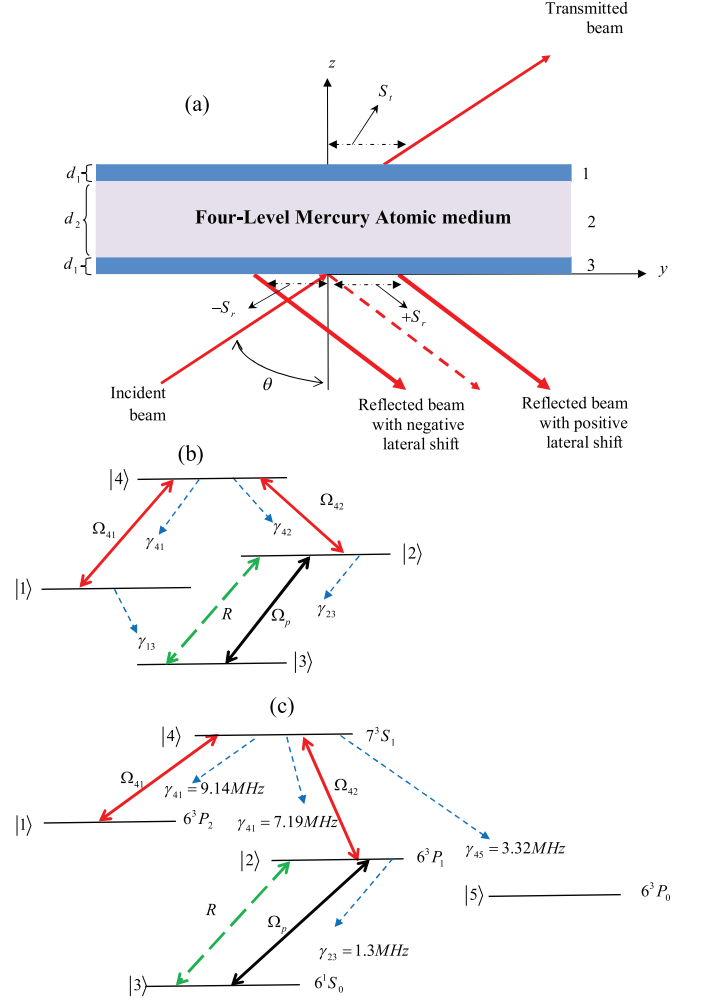 Transmitted
beam
z
(a)
S_t
d_1
1
d_2
Four-Level Mercury Atomic medium
2
d_1
3
y
−S_r
+S_r
θ
Incident
beam
Reflected beam
with negative
lateral shift
Reflected beam
with positive
lateral shift
(b)
|4⟩
Ω_41
Ω_42
γ_41
γ_42
|2⟩
|1⟩
R
Ω_p
γ_23
γ_13
|3⟩
(c)
|4⟩
7^3S_1
Ω_41
Ω_42
γ_41 = 9.14MHz
|1⟩
6^3P_2
γ_41 = 7.19MHz
γ_45 = 3.32MHz
|2⟩
6^3P_1
|5⟩
6^3P_0
R
Ω_p
γ_23 = 1.3MHz
|3⟩
6^1S_0